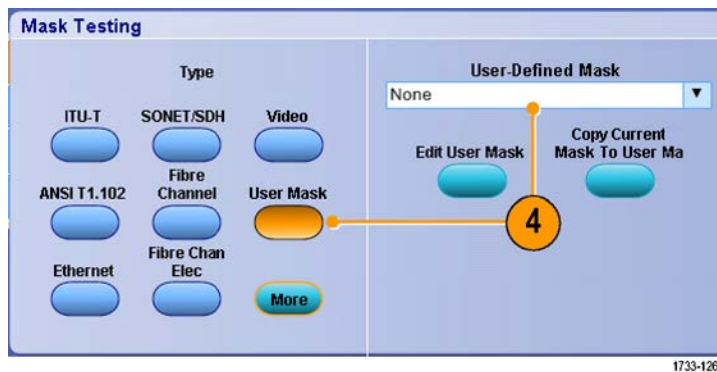 Mask Testing
Type
ITU-T SONET/SDH Video
ANSI T1.102 Fibre Channel User Mask
Ethernet Fibre Chan Elec More
User-Defined Mask
None
Edit User Mask
Copy Current
Mask To User Ma
4
1733-126